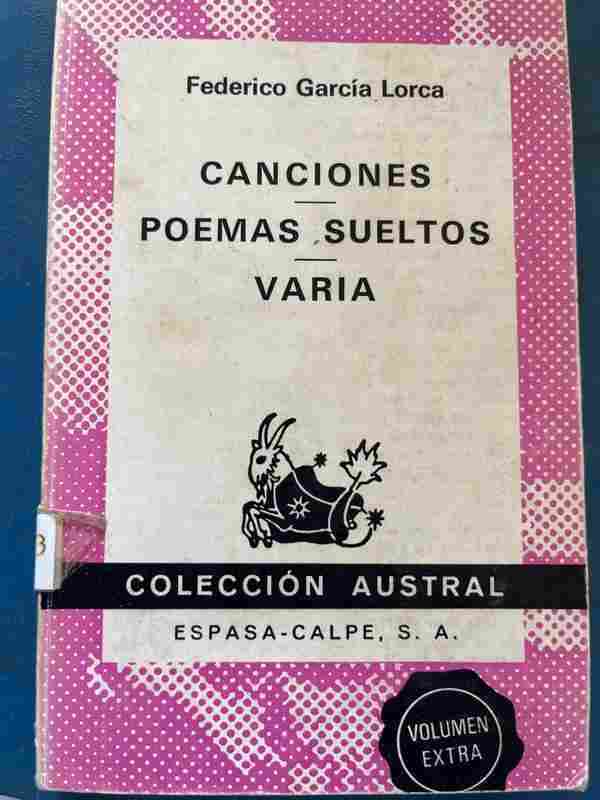 Federico García Lorca
CANCIONES
POEMAS SUELTOS
VARIA
COLECCIÓN AUSTRAL
ESPASA-CALPE, S. A.
VOLUMEN
EXTRA